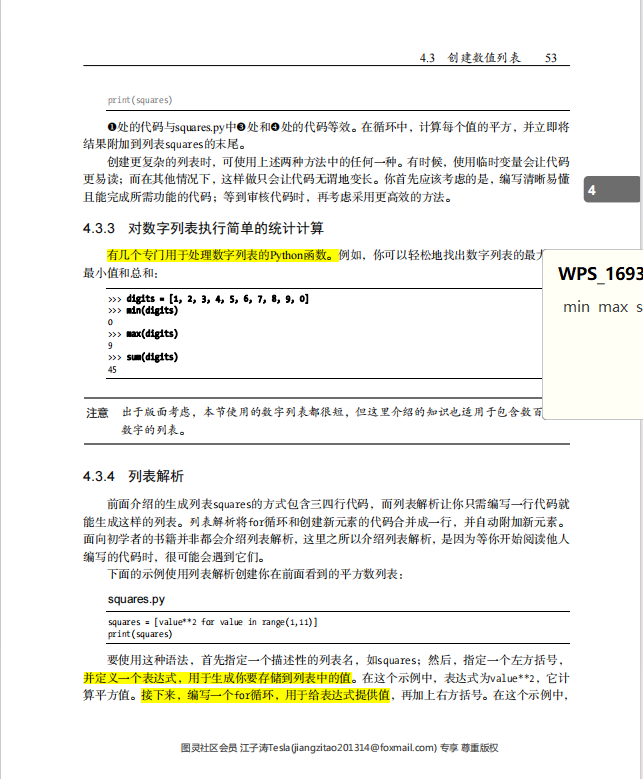 4.3 创建数值列表 53
print(squares)
❶处的代码与squares.py中❸处和❹处的代码等效。在循环中，计算每个值的平方，并立即将
结果附加到列表squares的末尾。
创建更复杂的列表时，可使用上述两种方法中的任何一种。有时候，使用临时变量会让代码
更易读；而在其他情况下，这样做只会让代码无谓地变长。你首先应该考虑的是，编写清晰易懂
且能完成所需功能的代码；等到审核代码时，再考虑采用更高效的方法。
4
4.3.3 对数字列表执行简单的统计计算
有几个专门用于处理数字列表的Python函数。例如，你可以轻松地找出数字列表的最大
最小值和总和：
WPS_1693
min max s
>>> digits = [1, 2, 3, 4, 5, 6, 7, 8, 9, 0]
>>> min(digits)
0
>>> max(digits)
9
>>> sum(digits)
45
注意 出于版面考虑，本节使用的数字列表都很短，但这里介绍的知识也适用于包含数百
数字的列表。
4.3.4 列表解析
前面介绍的生成列表squares的方式包含三四行代码，而列表解析让你只需编写一行代码就
能生成这样的列表。列表解析将for循环和创建新元素的代码合并成一行，并自动附加新元素。
面向初学者的书籍并非都会介绍列表解析，这里之所以介绍列表解析，是因为等你开始阅读他人
编写的代码时，很可能会遇到它们。
下面的示例使用列表解析创建你在前面看到的平方数列表：
squares.py
squares = [value**2 for value in range(1,11)]
print(squares)
要使用这种语法，首先指定一个描述性的列表名，如squares；然后，指定一个左方括号，
并定义一个表达式，用于生成你要存储到列表中的值。在这个示例中，表达式为value**2，它计
算平方值。接下来，编写一个for循环，用于给表达式提供值，再加上右方括号。在这个示例中，
图灵社区会员 江子涛Tesla(jiangzitao201314@foxmail.com) 专享 尊重版权